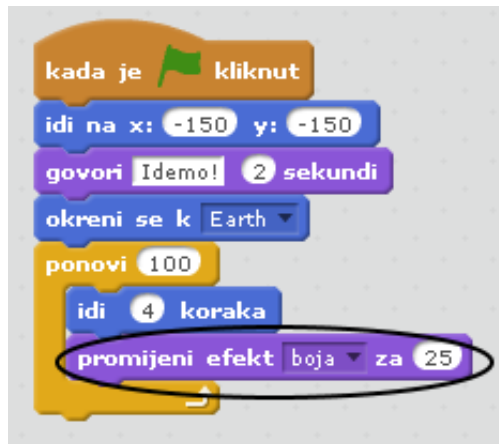 kada je kliknut
idi na x: -150 y: -150
govori Idemo! 2 sekundi
okreni se k Earth
ponovi 100
idi 4 koraka
promijeni efekt boja za 25